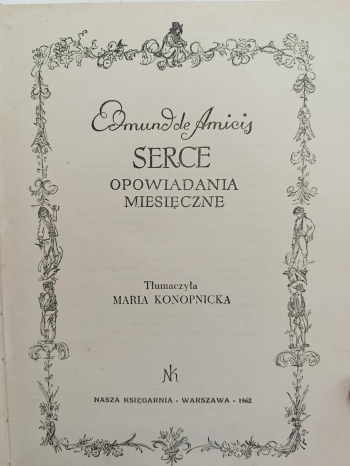 Edmund de Amicis
SERCE
OPOWIADANIA
MIESIĘCZNE
Tłumaczyła
MARIA KONOPNICKA
NK
NASZA KSIĘGARNIA • WARSZAWA • 1962